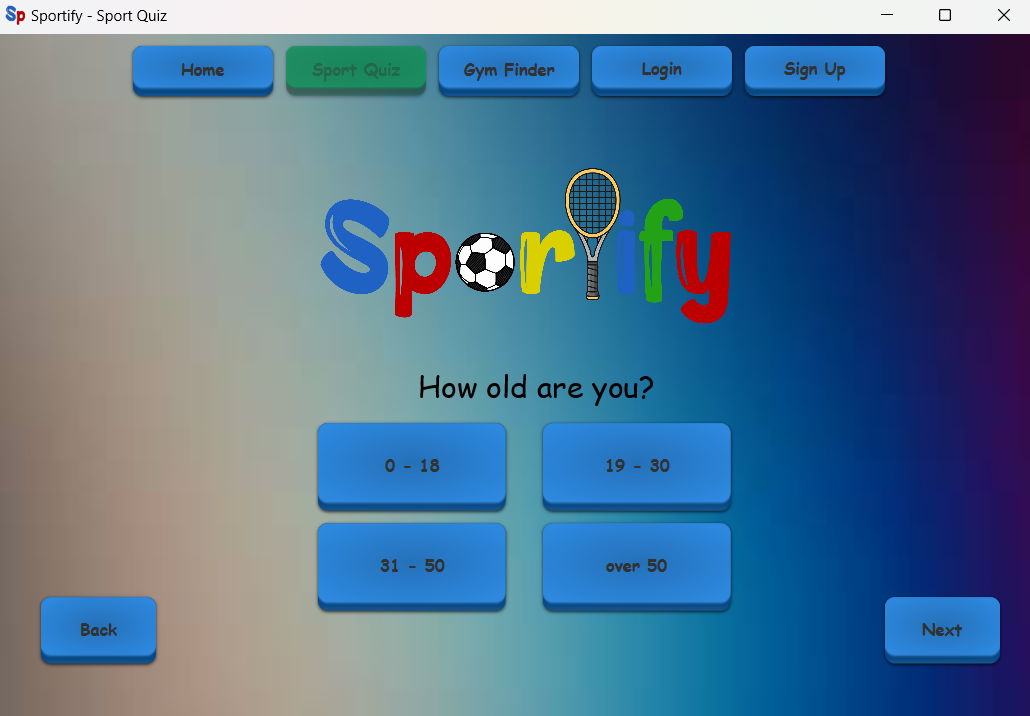 Sp Sportify - Sport Quiz
Home Sport Quiz Gym Finder Login Sign Up
Sportify
How old are you?
0 - 18 19 - 30
31 - 50 over 50
Back Next